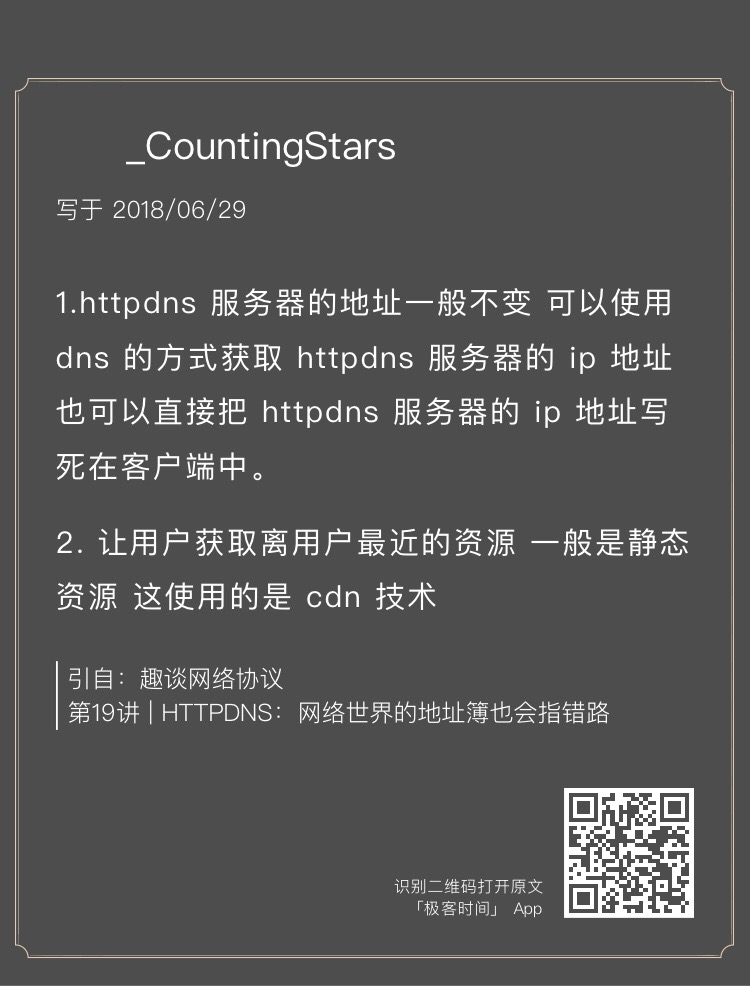 _CountingStars
写于 2018/06/29
1.httpdns 服务器的地址一般不变 可以使用
dns 的方式获取 httpdns 服务器的 ip 地址
也可以直接把 httpdns 服务器的 ip 地址写
死在客户端中。
2. 让用户获取离用户最近的资源 一般是静态
资源 这使用的是 cdn 技术
引自：趣谈网络协议
第19讲 | HTTPDNS：网络世界的地址簿也会指错路
识别二维码打开原文
「极客时间」 App